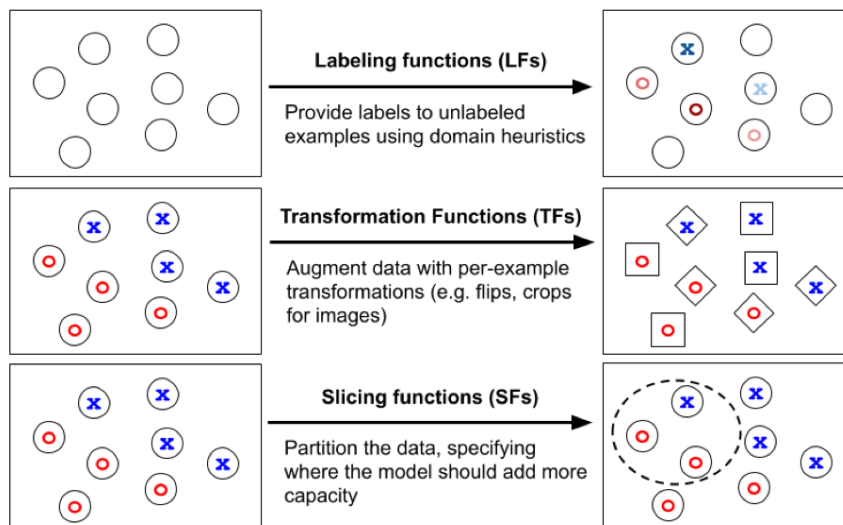 Labeling functions (LFs)
Provide labels to unlabeled
examples using domain heuristics
Transformation Functions (TFs)
Augment data with per-example
transformations (e.g. flips, crops
for images)
Slicing functions (SFs)
Partition the data, specifying
where the model should add more
capacity